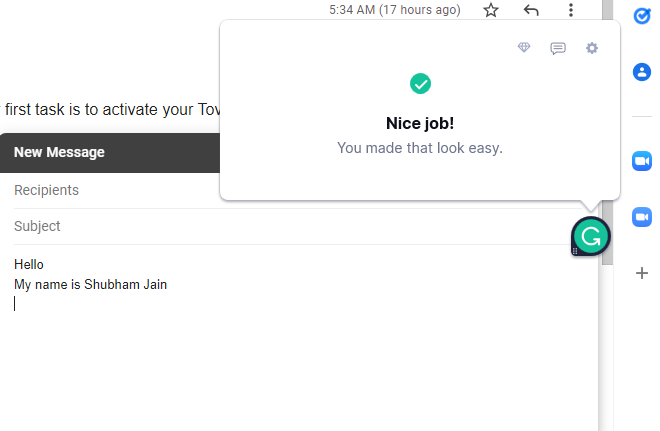 5:34 AM (17 hours ago)
first task is to activate your Tov
Nice job!
You made that look easy.
New Message
Recipients
Subject
Hello
My name is Shubham Jain